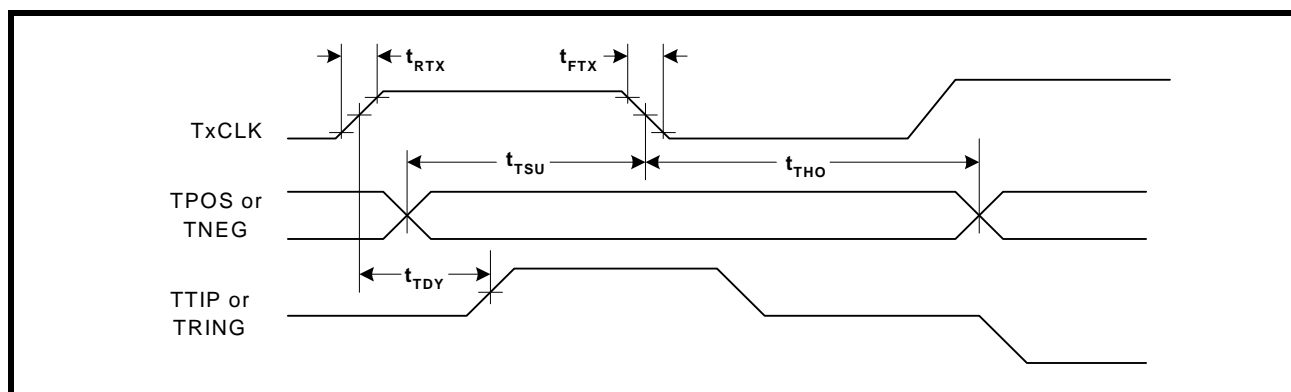 tRTX
tFTX
TxCLK
tTSU
tTHO
TPOS or
TNEG
tTDY
TTIP or
TRING